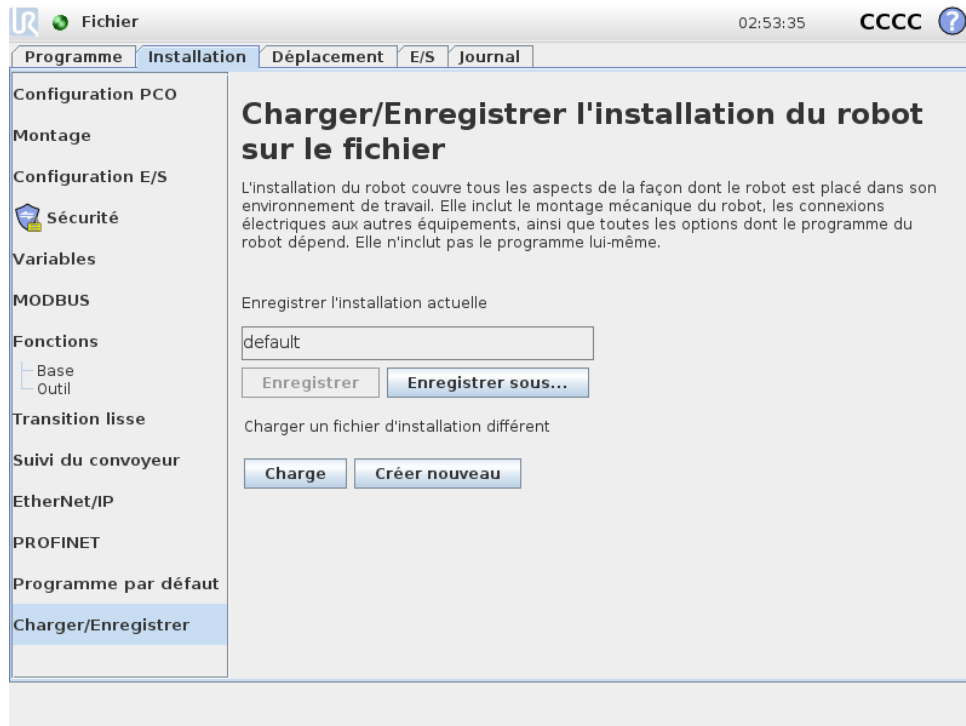 UR Fichier 02:53:35 CCCC ?
Programme Installation Déplacement E/S Journal
Configuration PCO
Montage
Configuration E/S
Sécurité
Variables
MODBUS
Fonctions
Base
Outil
Transition lisse
Suivi du convoyeur
EtherNet/IP
PROFINET
Programme par défaut
Charger/Enregistrer
Charger/Enregistrer l'installation du robot
sur le fichier
L'installation du robot couvre tous les aspects de la façon dont le robot est placé dans son
environnement de travail. Elle inclut le montage mécanique du robot, les connexions
électriques aux autres équipements, ainsi que toutes les options dont le programme du
robot dépend. Elle n'inclut pas le programme lui-même.
Enregistrer l'installation actuelle
default
Enregistrer Enregistrer sous...
Charger un fichier d'installation différent
Charge Créer nouveau